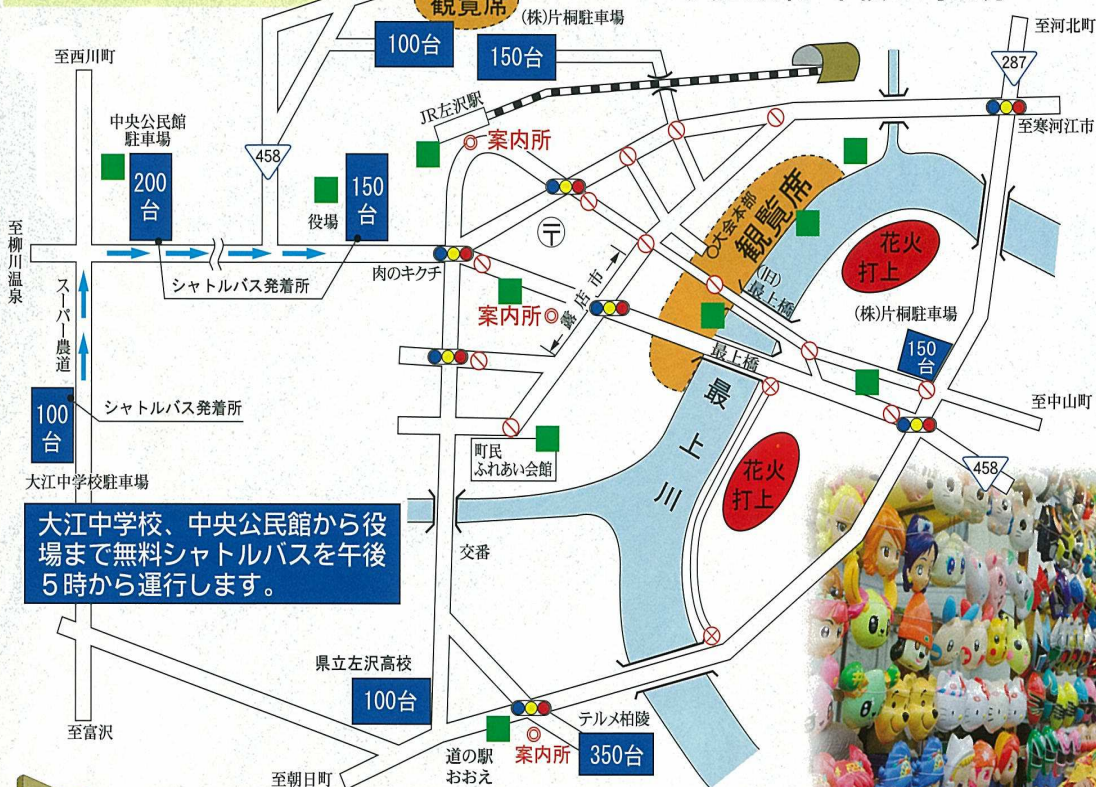 観覧席
(株)片桐駐車場
100台
150台
至河北町
287
至西川町
JR左沢駅
至寒河江市
中央公民館
駐車場
案内所
458
200
台
役場
150
台
〒
大会本部
観覧席
花火
打上
至柳川温泉
肉のキクチ
シャトルバス発着所
露店市
(旧)
最上橋
案内所
(株)片桐駐車場
スーパー農道
最上橋
150
台
100
台
シャトルバス発着所
最上川
至中山町
町民
ふれあい会館
花火
打上
458
大江中学校駐車場
大江中学校、中央公民館から役
場まで無料シャトルバスを午後
5時から運行します。
交番
県立左沢高校
100台
テルメ柏陵
350台
至富沢
道の駅
おおえ
案内所
至朝日町